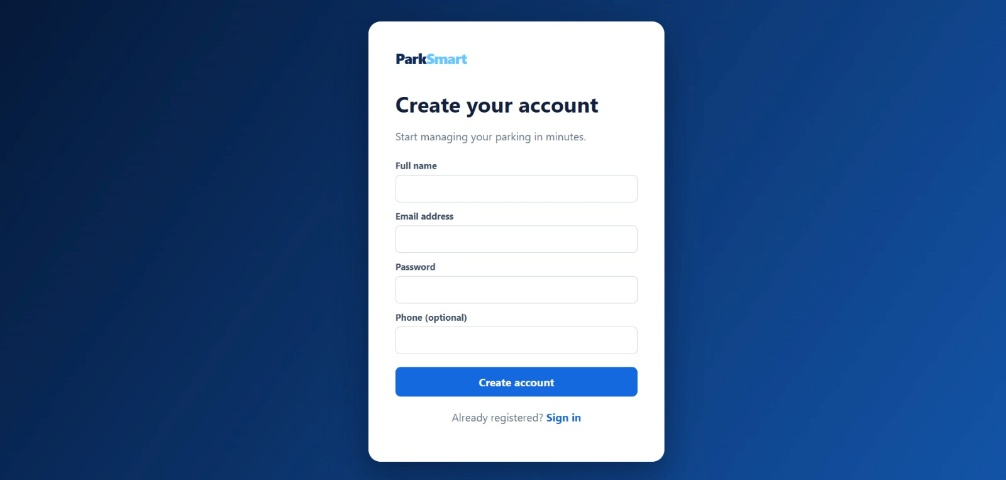 ParkSmart
Create your account
Start managing your parking in minutes.
Full name
Email address
Password
Phone (optional)
Create account
Already registered? Sign in